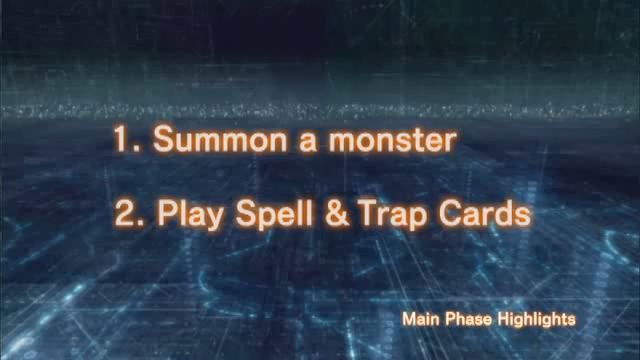 1. Summon a monster
2. Play Spell & Trap Cards
Main Phase Highlights